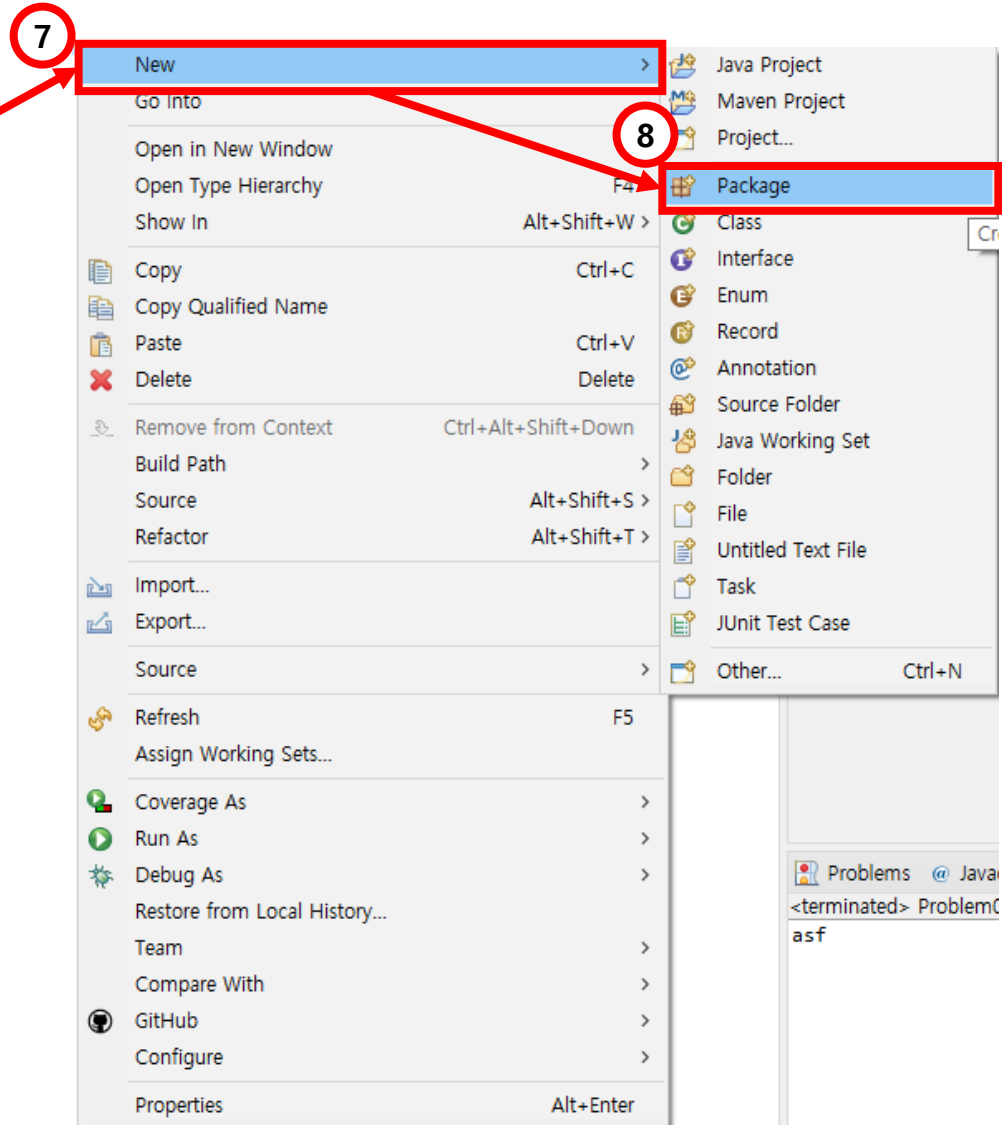 7
New
Go Into
Open in New Window
Open Type Hierarchy F4
Show In Alt+Shift+W >
Copy Ctrl+C
Copy Qualified Name
Paste Ctrl+V
Delete Delete
Remove from Context Ctrl+Alt+Shift+Down
Build Path >
Source Alt+Shift+S >
Refactor Alt+Shift+T >
Import...
Export...
Source >
Refresh F5
Assign Working Sets...
Coverage As >
Run As >
Debug As >
Restore from Local History...
Team >
Compare With >
GitHub >
Configure >
Properties Alt+Enter
8
Java Project
Maven Project
Project...
Package
Class
Interface
Enum
Record
Annotation
Source Folder
Java Working Set
Folder
File
Untitled Text File
Task
JUnit Test Case
Other... Ctrl+N
Problems @ Java
<terminated> Problem
asf